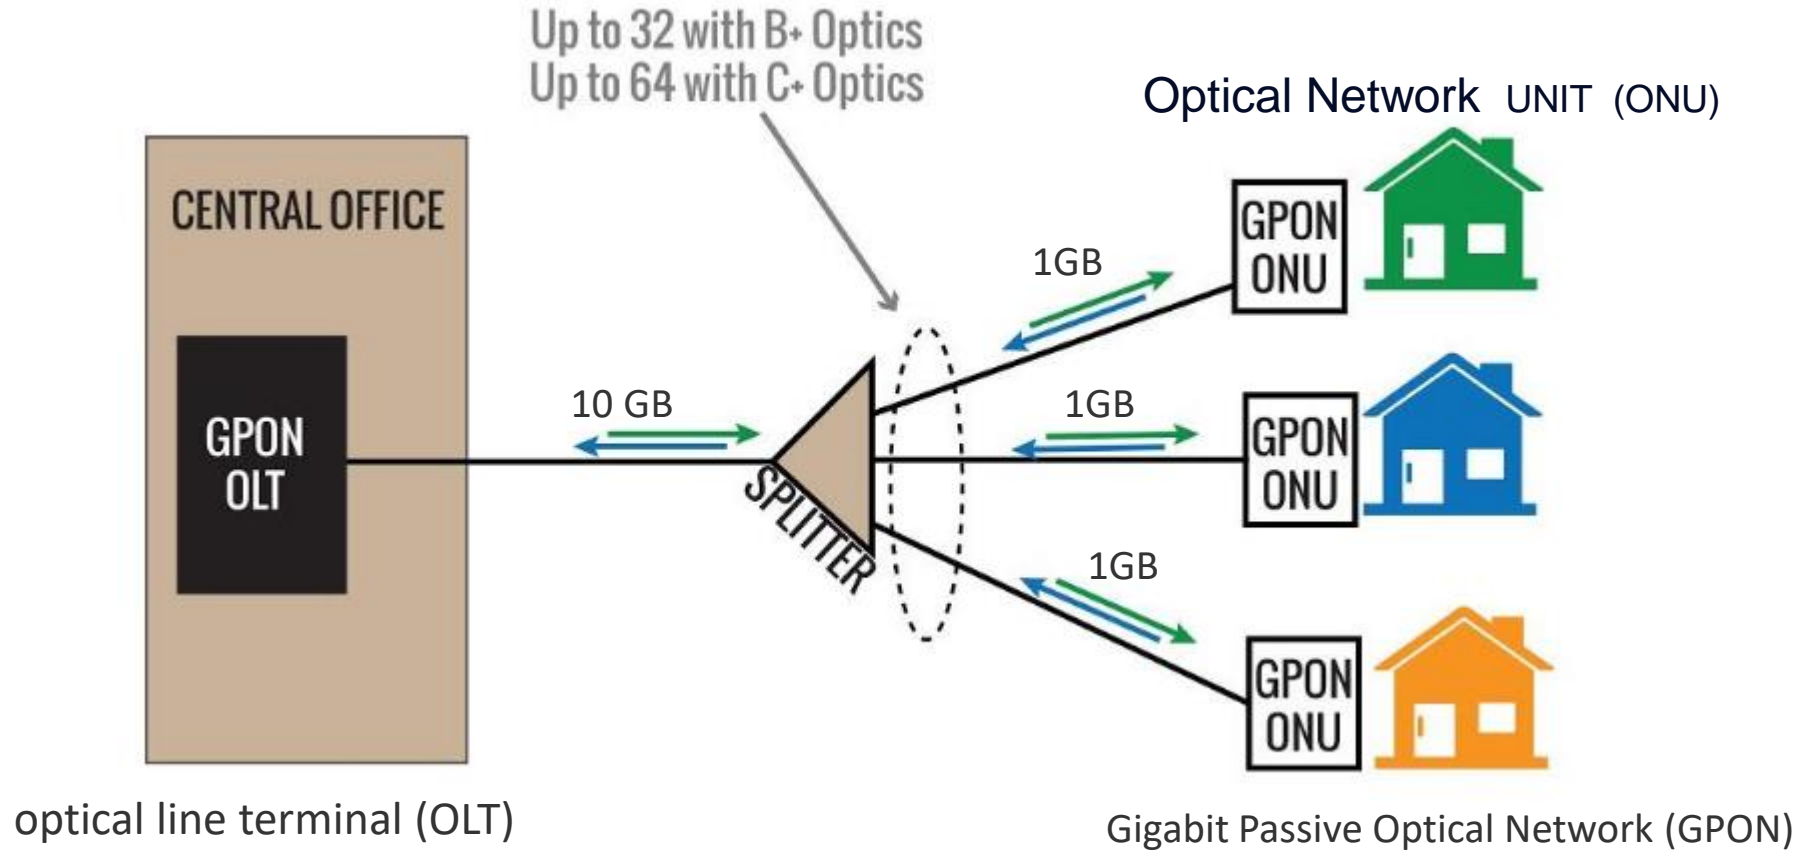 Up to 32 with B+ Optics
Up to 64 with C+ Optics
Optical Network UNIT (ONU)
CENTRAL OFFICE
GPON
OLT
10 GB
SPLITTER
1GB
GPON
ONU
1GB
GPON
ONU
1GB
GPON
ONU
optical line terminal (OLT)
Gigabit Passive Optical Network (GPON)